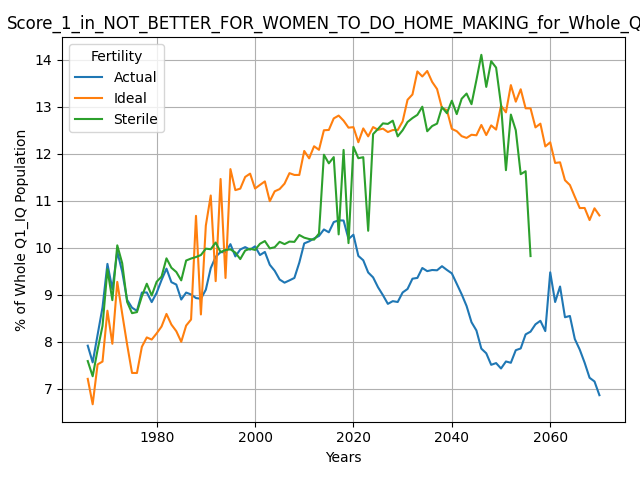 Score_1_in_NOT_BETTER_FOR_WOMEN_TO_DO_HOME_MAKING_for_Whole_Q
Fertility
Actual
Ideal
Sterile
% of Whole Q1_IQ Population
14
13
12
11
10
9
8
7
1980 2000 2020 2040 2060
Years